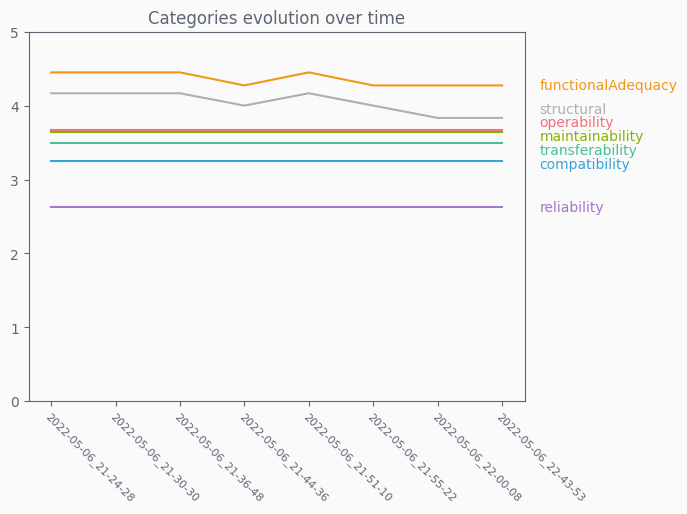 Categories evolution over time
5
4
3
2
1
0
functionalAdequacy
structural
operability
maintainability
transferability
compatibility
reliability
2022-05-06_21-24-28
2022-05-06_21-30-30
2022-05-06_21-36-48
2022-05-06_21-44-36
2022-05-06_21-51-10
2022-05-06_21-55-22
2022-05-06_22-00-08
2022-05-06_22-43-53